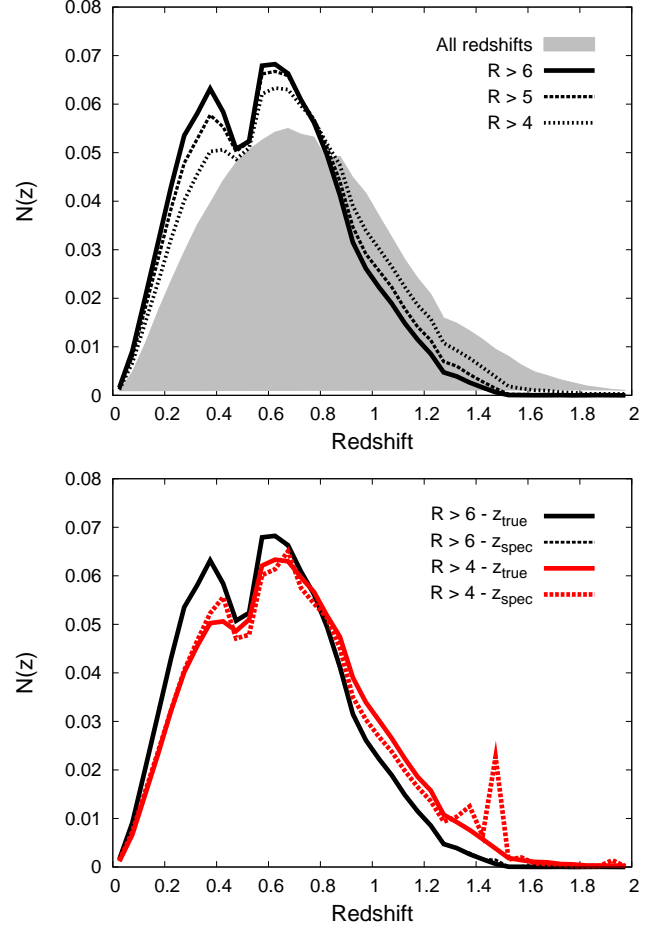 0.08
0.07
0.06
0.05
0.04
0.03
0.02
0.01
0
N(z)
All redshifts
R > 6
R > 5
R > 4
0 0.2 0.4 0.6 0.8 1 1.2 1.4 1.6 1.8 2
Redshift
0.08
0.07
0.06
0.05
0.04
0.03
0.02
0.01
0
N(z)
R > 6 - z_true
R > 6 - z_spec
R > 4 - z_true
R > 4 - z_spec
0 0.2 0.4 0.6 0.8 1 1.2 1.4 1.6 1.8 2
Redshift